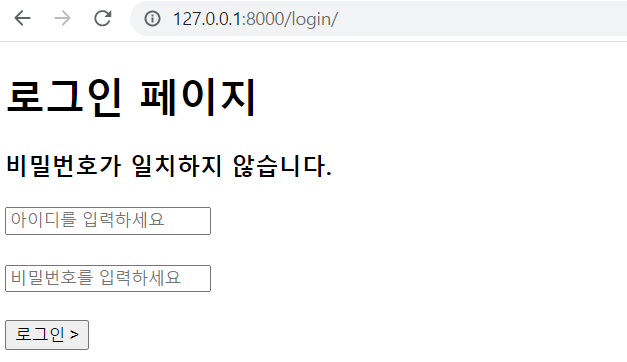 127.0.0.1:8000/login/
로그인 페이지
비밀번호가 일치하지 않습니다.
아이디를 입력하세요
비밀번호를 입력하세요
로그인 >